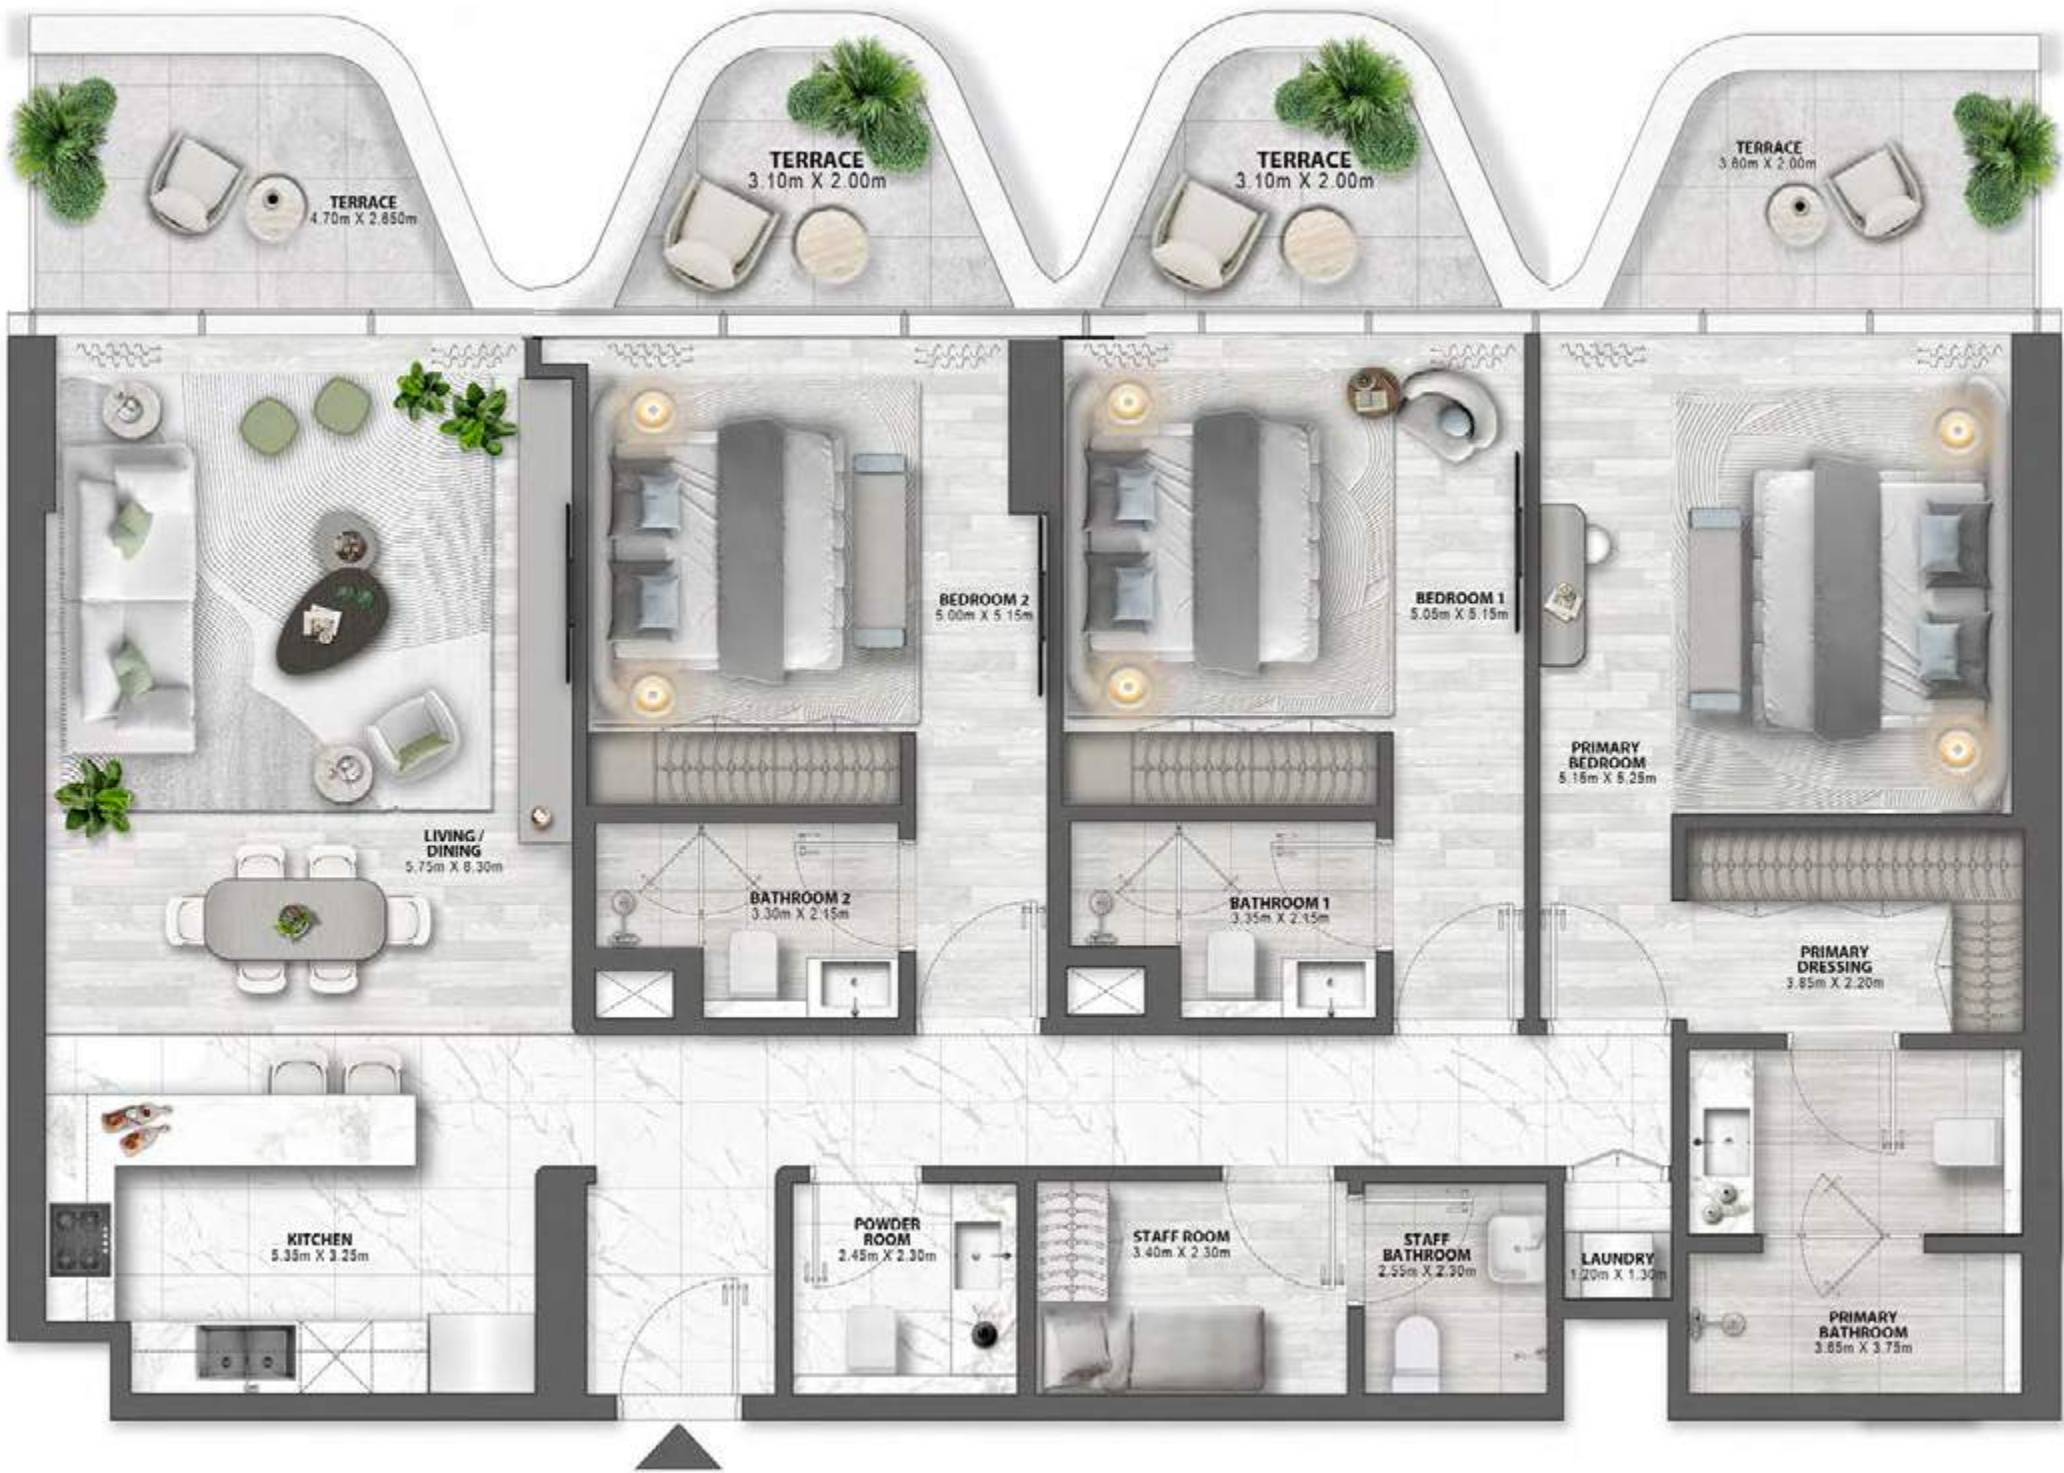 TERRACE
4.70m X 2.650m
TERRACE
3.10m X 2.00m
TERRACE
3.10m X 2.00m
TERRACE
3.60m X 2.00m
BEDROOM 2
5.00m X 5.15m
BEDROOM 1
5.05m X 5.15m
PRIMARY
BEDROOM
5.15m X 5.25m
LIVING /
DINING
5.75m X 6.30m
BATHROOM 2
3.30m X 2.15m
BATHROOM 1
3.35m X 2.15m
PRIMARY
DRESSING
3.85m X 2.20m
KITCHEN
5.35m X 3.25m
POWDER
ROOM
2.45m X 2.30m
STAFF ROOM
3.40m X 2.30m
STAFF
BATHROOM
2.55m X 2.30m
LAUNDRY
1.20m X 1.30m
PRIMARY
BATHROOM
3.65m X 3.75m